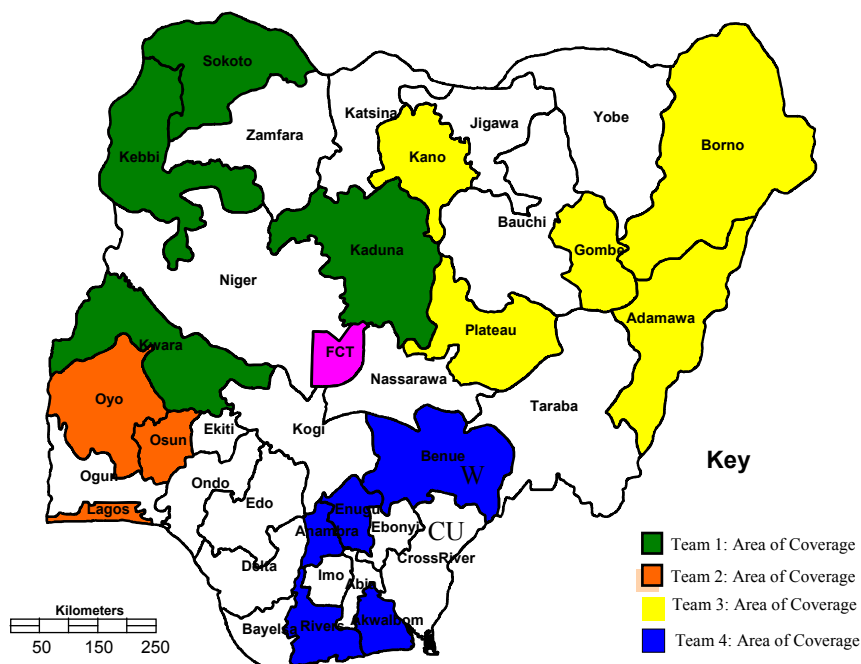 Sokoto
Katsina
Jigawa
Yobe
Zamfara
Borno
Kebbi
Kano
Bauchi
Gombe
Kaduna
Niger
Adamawa
Plateau
Kwara
FCT
Nassarawa
Oyo
Taraba
Ekiti
Kogi
Osun
Benue
W
Key
Ogun
Ondo
Edo
Lagos
Enugu
Anambra
Ebonyi
CU
CrossRiver
Delta
Imo
Abia
AkwaIbom
Bayelsa
Rivers
Team 1: Area of Coverage
Team 2: Area of Coverage
Team 3: Area of Coverage
Team 4: Area of Coverage
Kilometers
50 150 250